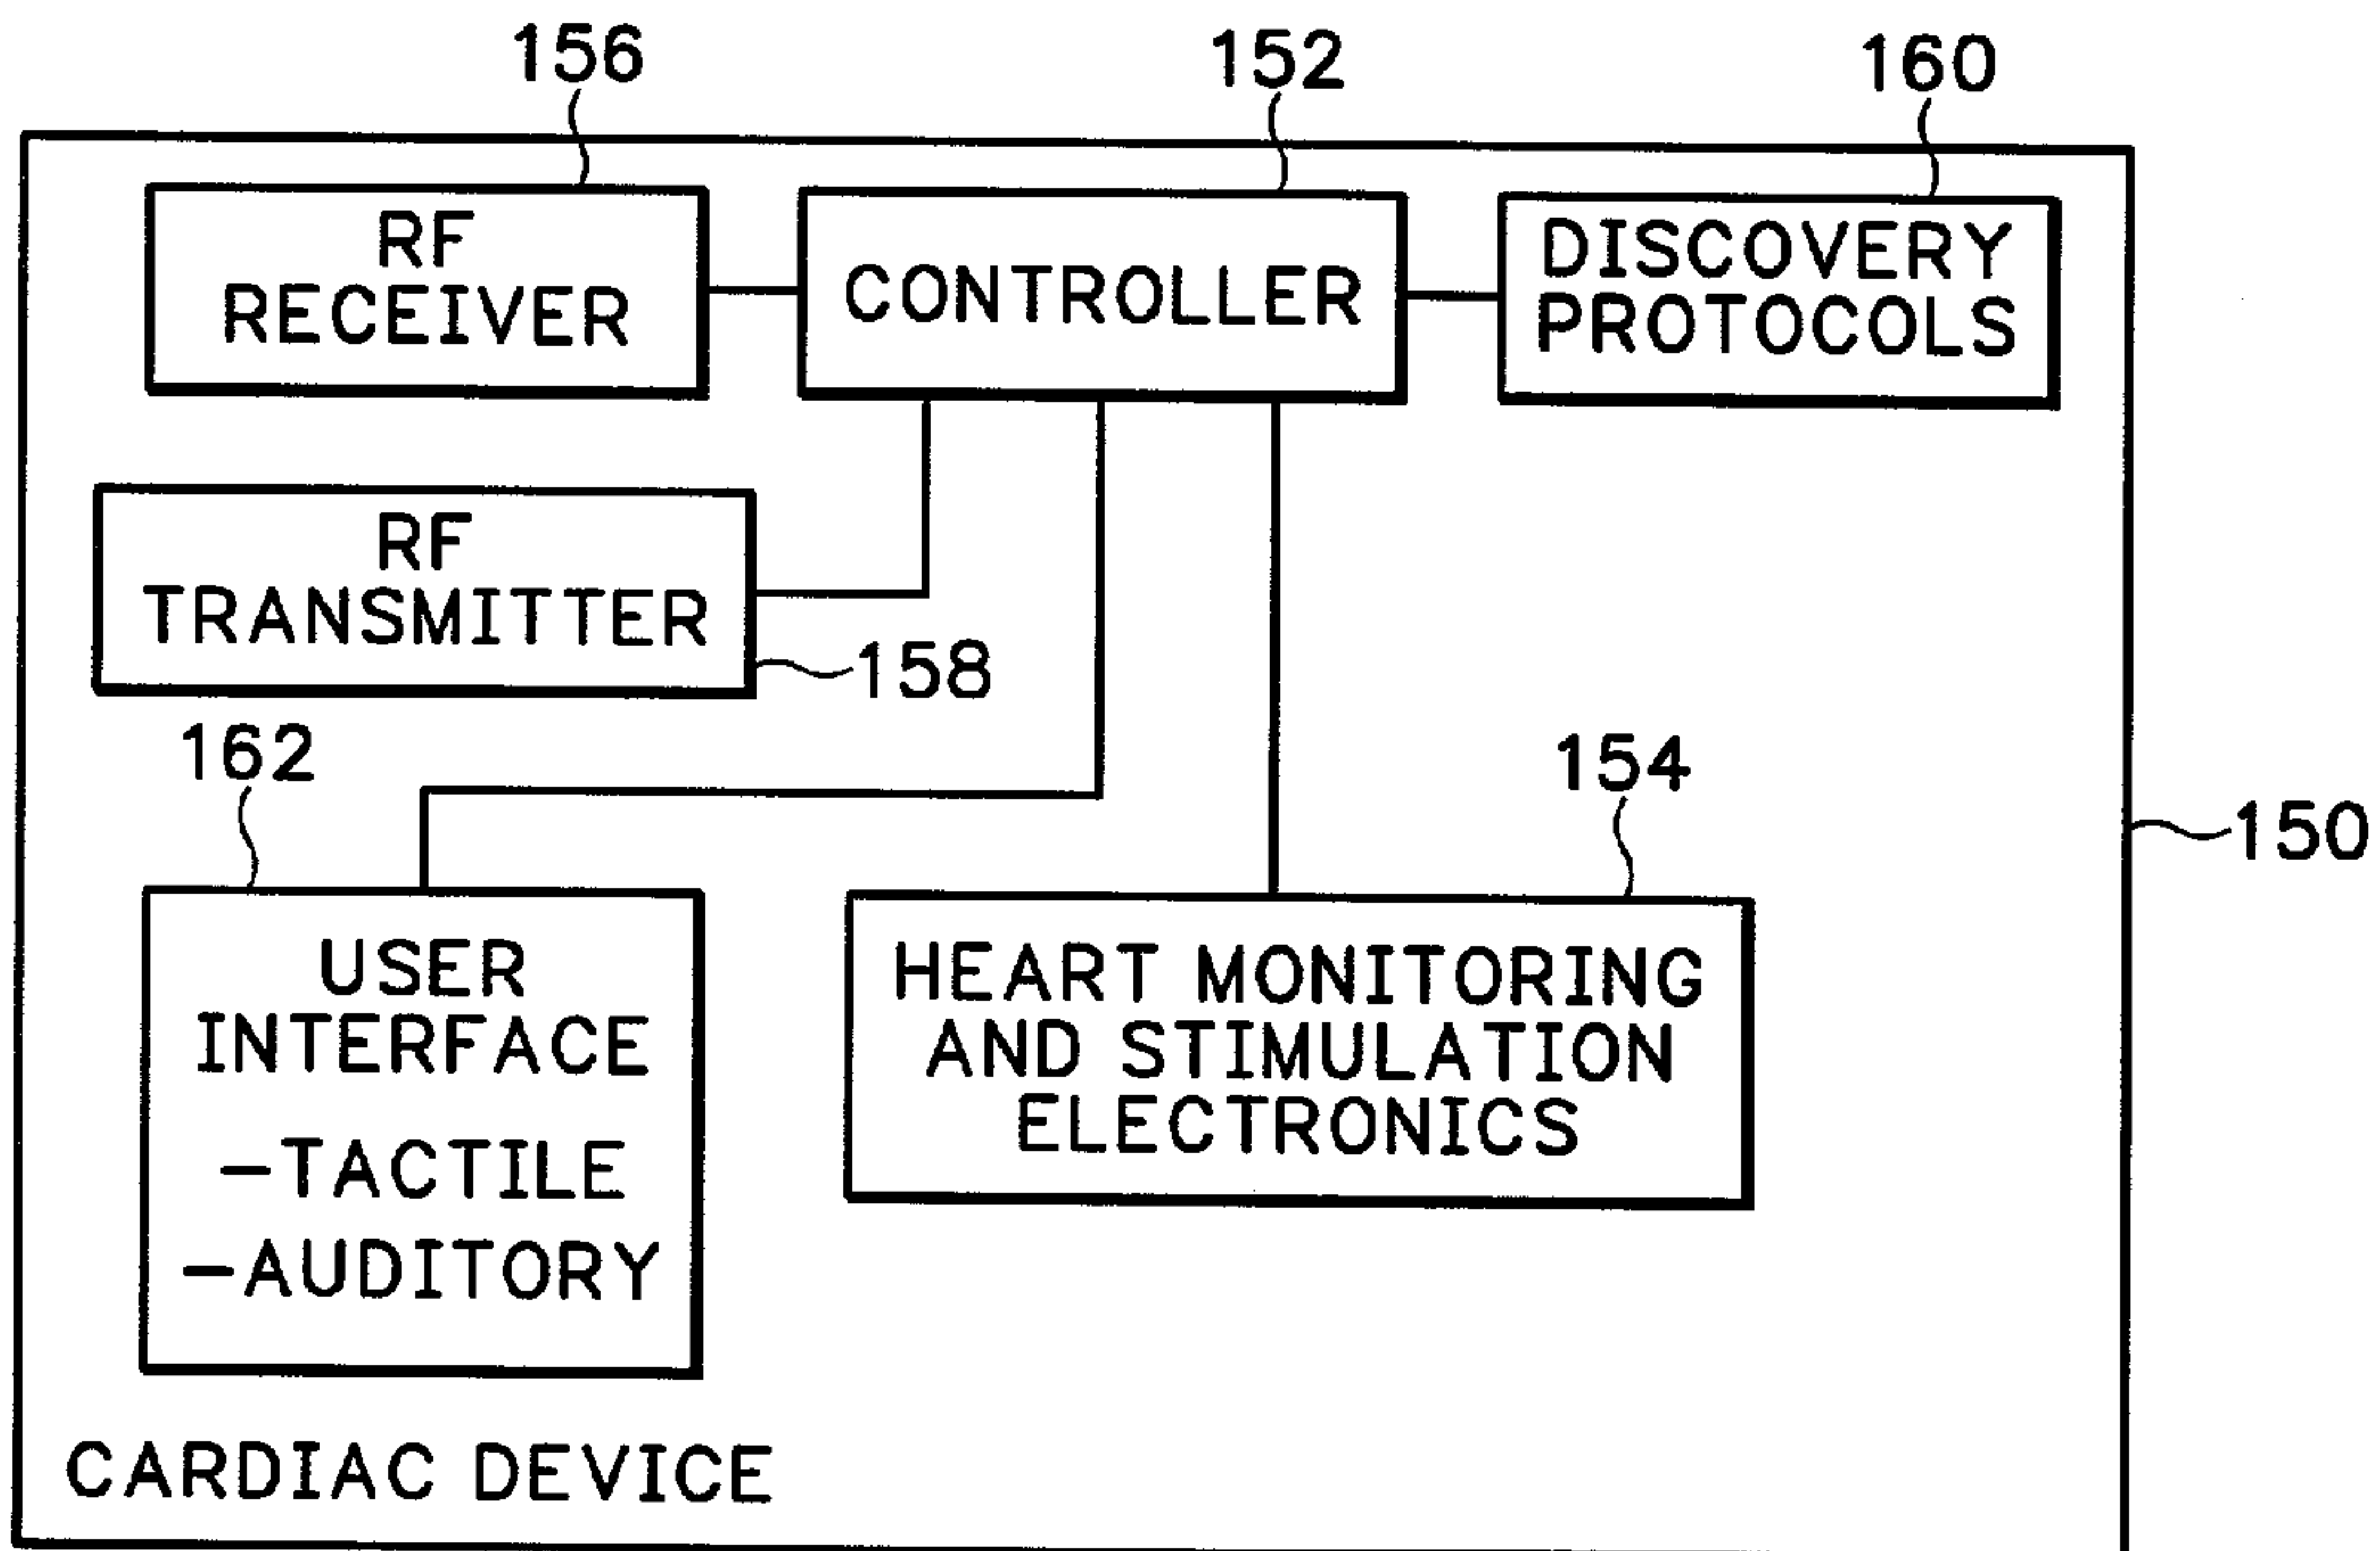 156
152
160
RF
RECEIVER
CONTROLLER
DISCOVERY
PROTOCOLS
RF
TRANSMITTER
158
162
154
150
USER
INTERFACE
-TACTILE
-AUDITORY
HEART MONITORING
AND STIMULATION
ELECTRONICS
CARDIAC DEVICE